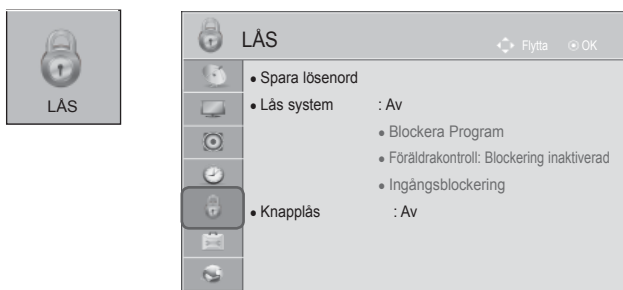 LÅS
LÅS
Flytta OK
• Spara lösenord
• Lås system : Av
• Blockera Program
• Föräldrakontroll: Blockering inaktiverad
• Ingångsblockering
• Knapplås : Av